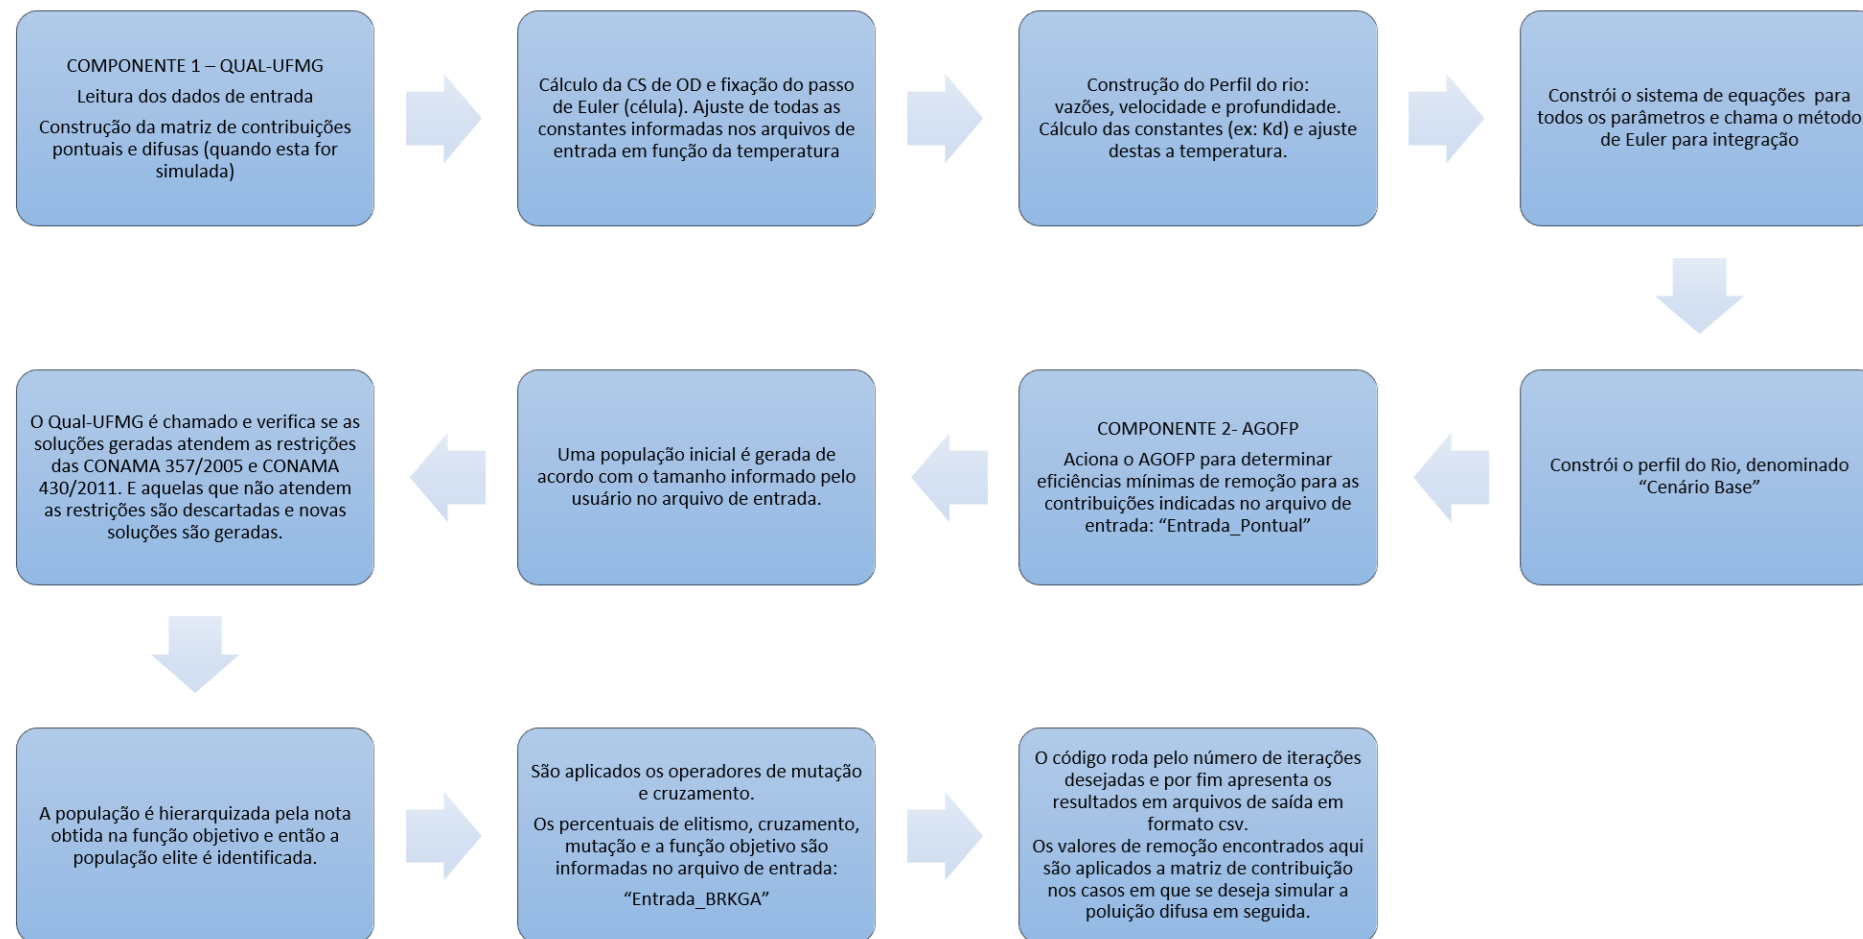 COMPONENTE 1 – QUAL-UFMG
Leitura dos dados de entrada
Construção da matriz de contribuições
pontuais e difusas (quando esta for
simulada)
Cálculo da CS de OD e fixação do passo
de Euler (célula). Ajuste de todas as
constantes informadas nos arquivos de
entrada em função da temperatura
Construção do Perfil do rio:
vazões, velocidade e profundidade.
Cálculo das constantes (ex: Kd) e ajuste
destas a temperatura.
Constrói o sistema de equações para
todos os parâmetros e chama o método
de Euler para integração
Constrói o perfil do Rio, denominado
“Cenário Base”
COMPONENTE 2- AGOFP
Aciona o AGOFP para determinar
eficiências mínimas de remoção para as
contribuições indicadas no arquivo de
entrada: “Entrada_Pontual”
Uma população inicial é gerada de
acordo com o tamanho informado pelo
usuário no arquivo de entrada.
O Qual-UFMG é chamado e verifica se as
soluções geradas atendem as restrições
das CONAMA 357/2005 e CONAMA
430/2011. E aquelas que não atendem
as restrições são descartadas e novas
soluções são geradas.
A população é hierarquizada pela nota
obtida na função objetivo e então a
população elite é identificada.
São aplicados os operadores de mutação
e cruzamento.
Os percentuais de elitismo, cruzamento,
mutação e a função objetivo são
informadas no arquivo de entrada:
“Entrada_BRKGA”
O código roda pelo número de iterações
desejadas e por fim apresenta os
resultados em arquivos de saída em
formato csv.
Os valores de remoção encontrados aqui
são aplicados a matriz de contribuição
nos casos em que se deseja simular a
poluição difusa em seguida.